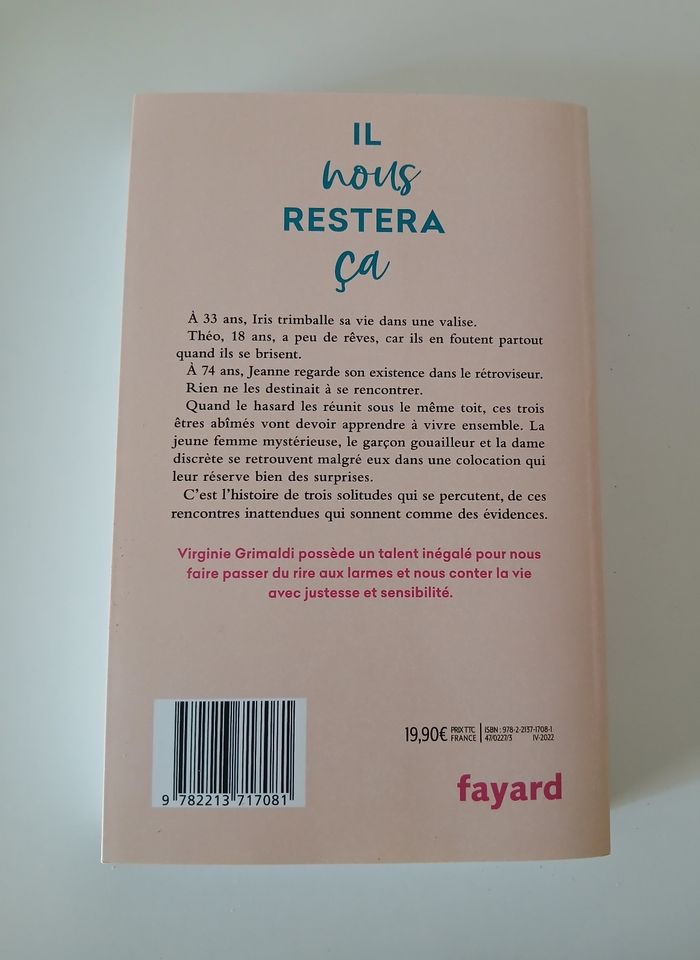 IL
nous
RESTERA
ça
À 33 ans, Iris trimballe sa vie dans une valise.
Théo, 18 ans, a peu de rêves, car ils en foutent partout
quand ils se brisent.
À 74 ans, Jeanne regarde son existence dans le rétroviseur.
Rien ne les destinait à se rencontrer.
Quand le hasard les réunit sous le même toit, ces trois
êtres abîmés vont devoir apprendre à vivre ensemble. La
jeune femme mystérieuse, le garçon gouailleur et la dame
discrète se retrouvent malgré eux dans une colocation qui
leur réserve bien des surprises.
C'est l'histoire de trois solitudes qui se percutent, de ces
rencontres inattendues qui sonnent comme des évidences.
Virginie Grimaldi possède un talent inégalé pour nous
faire passer du rire aux larmes et nous conter la vie
avec justesse et sensibilité.
19,90€ PRIX TTC FRANCE
ISBN : 978-2-2137-1708-1
47/0227/3 IV-2022
9 782213 717081
fayard